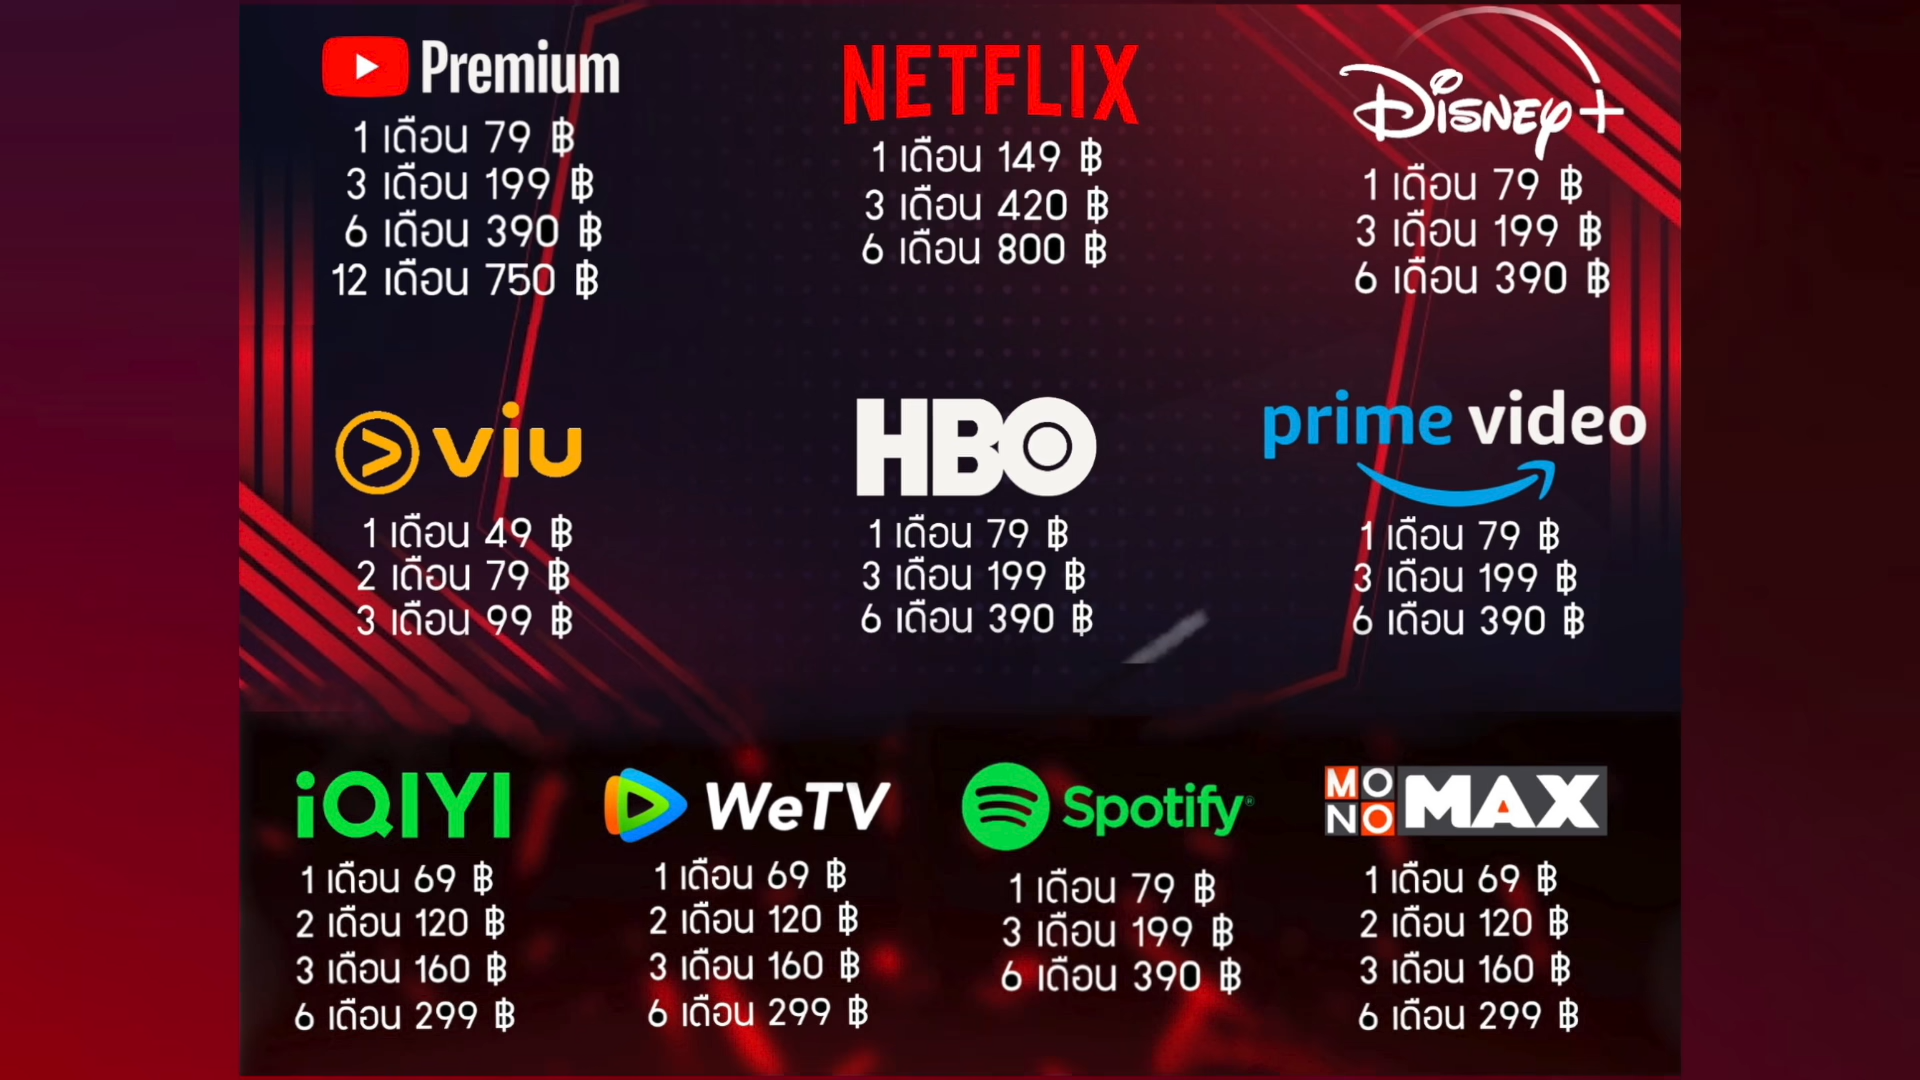 Premium
1 เดือน 79 ฿
3 เดือน 199 ฿
6 เดือน 390 ฿
12 เดือน 750 ฿
NETFLIX
1 เดือน 149 ฿
3 เดือน 420 ฿
6 เดือน 800 ฿
Disney+
1 เดือน 79 ฿
3 เดือน 199 ฿
6 เดือน 390 ฿
viu
1 เดือน 49 ฿
2 เดือน 79 ฿
3 เดือน 99 ฿
HBO
1 เดือน 79 ฿
3 เดือน 199 ฿
6 เดือน 390 ฿
prime video
1 เดือน 79 ฿
3 เดือน 199 ฿
6 เดือน 390 ฿
iQIYI
1 เดือน 69 ฿
2 เดือน 120 ฿
3 เดือน 160 ฿
6 เดือน 299 ฿
WeTV
1 เดือน 69 ฿
2 เดือน 120 ฿
3 เดือน 160 ฿
6 เดือน 299 ฿
Spotify®
1 เดือน 79 ฿
3 เดือน 199 ฿
6 เดือน 390 ฿
MONO MAX
1 เดือน 69 ฿
2 เดือน 120 ฿
3 เดือน 160 ฿
6 เดือน 299 ฿